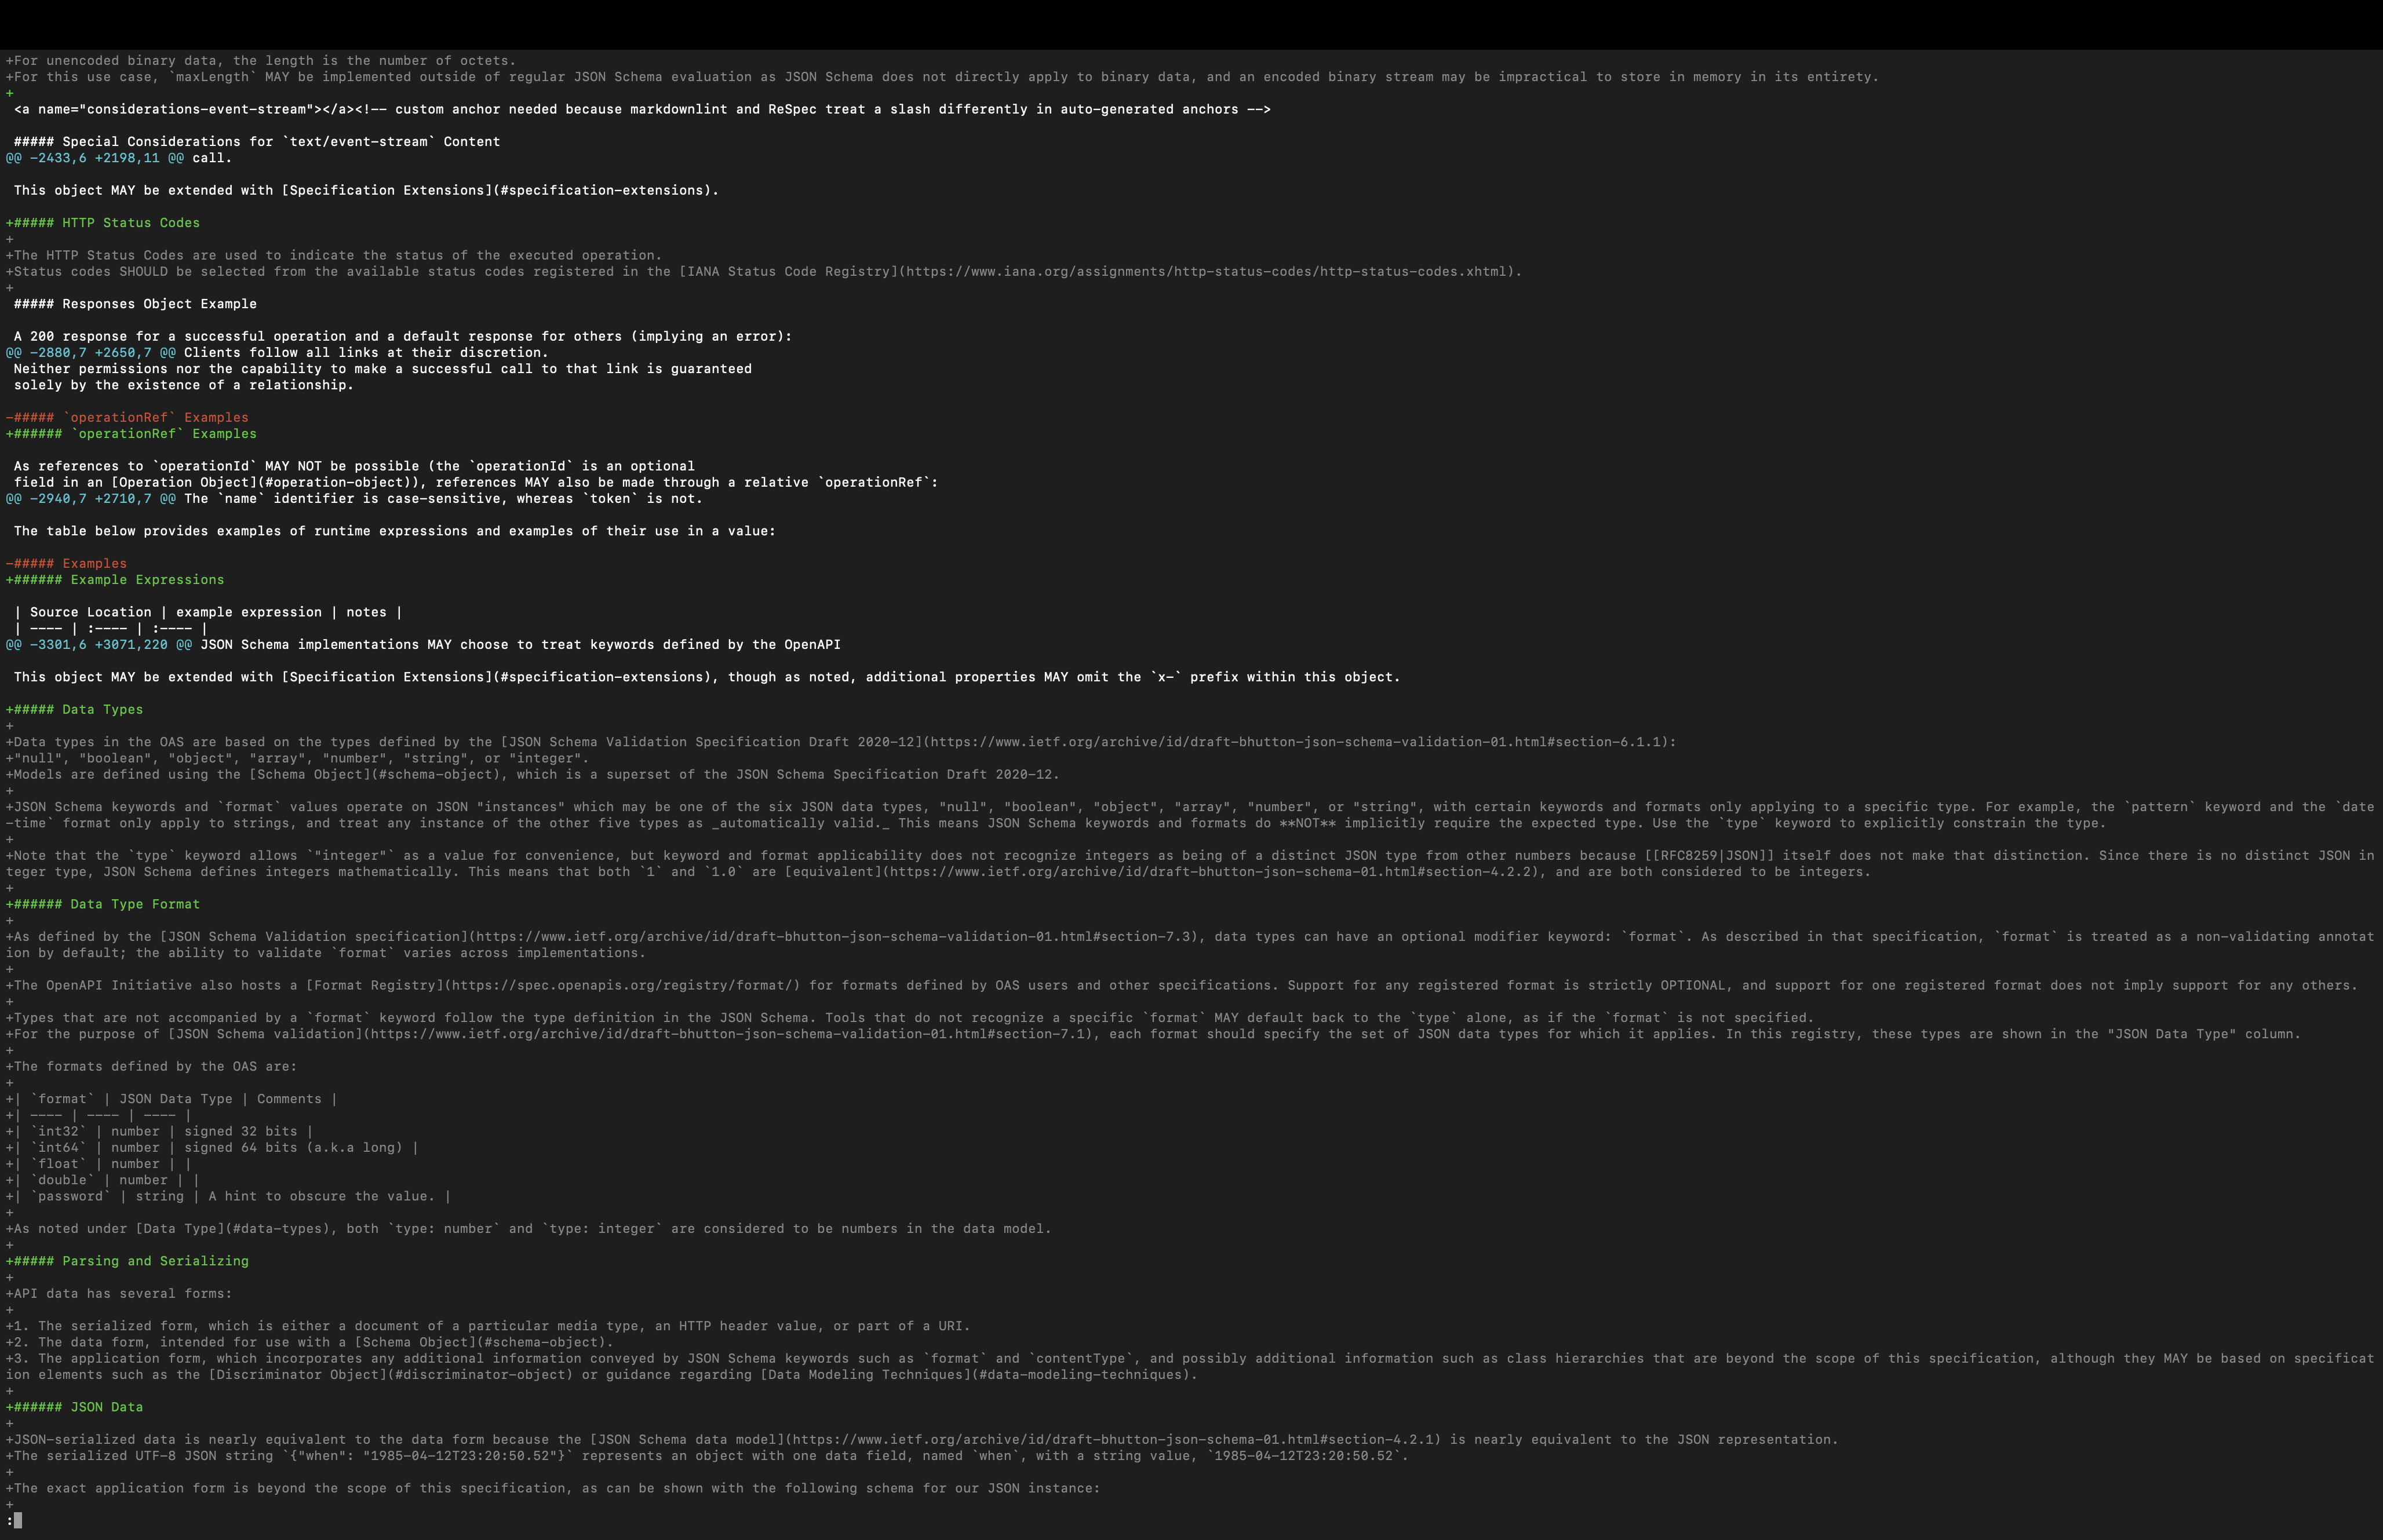 +For unencoded binary data, the length is the number of octets.
+For this use case, `maxLength` MAY be implemented outside of regular JSON Schema evaluation as JSON Schema does not directly apply to binary data, and an encoded binary stream may be impractical to store in memory in its entirety.
+
 <a name="considerations-event-stream"></a><!-- custom anchor needed because markdownlint and ReSpec treat a slash differently in auto-generated anchors -->

 ##### Special Considerations for `text/event-stream` Content
@@ -2433,6 +2198,11 @@ call.

 This object MAY be extended with [Specification Extensions](#specification-extensions).

+##### HTTP Status Codes
+
+The HTTP Status Codes are used to indicate the status of the executed operation.
+Status codes SHOULD be selected from the available status codes registered in the [IANA Status Code Registry](https://www.iana.org/assignments/http-status-codes/http-status-codes.xhtml).
+
 ##### Responses Object Example

 A 200 response for a successful operation and a default response for others (implying an error):
@@ -2880,7 +2650,7 @@ Clients follow all links at their discretion.
 Neither permissions nor the capability to make a successful call to that link is guaranteed
 solely by the existence of a relationship.

-##### `operationRef` Examples
+###### `operationRef` Examples

 As references to `operationId` MAY NOT be possible (the `operationId` is an optional
 field in an [Operation Object](#operation-object)), references MAY also be made through a relative `operationRef`:
@@ -2940,7 +2710,7 @@ The `name` identifier is case-sensitive, whereas `token` is not.

 The table below provides examples of runtime expressions and examples of their use in a value:

-##### Examples
+###### Example Expressions

 | Source Location | example expression | notes |
 | ---- | :---- | :---- |
@@ -3301,6 +3071,220 @@ JSON Schema implementations MAY choose to treat keywords defined by the OpenAPI

 This object MAY be extended with [Specification Extensions](#specification-extensions), though as noted, additional properties MAY omit the `x-` prefix within this object.

+##### Data Types
+
+Data types in the OAS are based on the types defined by the [JSON Schema Validation Specification Draft 2020-12](https://www.ietf.org/archive/id/draft-bhutton-json-schema-validation-01.html#section-6.1.1):
+"null", "boolean", "object", "array", "number", "string", or "integer".
+Models are defined using the [Schema Object](#schema-object), which is a superset of the JSON Schema Specification Draft 2020-12.
+
+JSON Schema keywords and `format` values operate on JSON "instances" which may be one of the six JSON data types, "null", "boolean", "object", "array", "number", or "string", with certain keywords and formats only applying to a specific type. For example, the `pattern` keyword and the `date
-time` format only apply to strings, and treat any instance of the other five types as _automatically valid._ This means JSON Schema keywords and formats do **NOT** implicitly require the expected type. Use the `type` keyword to explicitly constrain the type.
+
+Note that the `type` keyword allows `"integer"` as a value for convenience, but keyword and format applicability does not recognize integers as being of a distinct JSON type from other numbers because [[RFC8259|JSON]] itself does not make that distinction. Since there is no distinct JSON in
teger type, JSON Schema defines integers mathematically. This means that both `1` and `1.0` are [equivalent](https://www.ietf.org/archive/id/draft-bhutton-json-schema-01.html#section-4.2.2), and are both considered to be integers.
+
+###### Data Type Format
+
+As defined by the [JSON Schema Validation specification](https://www.ietf.org/archive/id/draft-bhutton-json-schema-validation-01.html#section-7.3), data types can have an optional modifier keyword: `format`. As described in that specification, `format` is treated as a non-validating annotat
ion by default; the ability to validate `format` varies across implementations.
+
+The OpenAPI Initiative also hosts a [Format Registry](https://spec.openapis.org/registry/format/) for formats defined by OAS users and other specifications. Support for any registered format is strictly OPTIONAL, and support for one registered format does not imply support for any others.
+
+Types that are not accompanied by a `format` keyword follow the type definition in the JSON Schema. Tools that do not recognize a specific `format` MAY default back to the `type` alone, as if the `format` is not specified.
+For the purpose of [JSON Schema validation](https://www.ietf.org/archive/id/draft-bhutton-json-schema-validation-01.html#section-7.1), each format should specify the set of JSON data types for which it applies. In this registry, these types are shown in the "JSON Data Type" column.
+
+The formats defined by the OAS are:
+
+| `format` | JSON Data Type | Comments |
+| ---- | ---- | ---- |
+| `int32` | number | signed 32 bits |
+| `int64` | number | signed 64 bits (a.k.a long) |
+| `float` | number | |
+| `double` | number | |
+| `password` | string | A hint to obscure the value. |
+
+As noted under [Data Type](#data-types), both `type: number` and `type: integer` are considered to be numbers in the data model.
+
+##### Parsing and Serializing
+
+API data has several forms:
+
+1. The serialized form, which is either a document of a particular media type, an HTTP header value, or part of a URI.
+2. The data form, intended for use with a [Schema Object](#schema-object).
+3. The application form, which incorporates any additional information conveyed by JSON Schema keywords such as `format` and `contentType`, and possibly additional information such as class hierarchies that are beyond the scope of this specification, although they MAY be based on specificat
ion elements such as the [Discriminator Object](#discriminator-object) or guidance regarding [Data Modeling Techniques](#data-modeling-techniques).
+
+###### JSON Data
+
+JSON-serialized data is nearly equivalent to the data form because the [JSON Schema data model](https://www.ietf.org/archive/id/draft-bhutton-json-schema-01.html#section-4.2.1) is nearly equivalent to the JSON representation.
+The serialized UTF-8 JSON string `{"when": "1985-04-12T23:20:50.52"}` represents an object with one data field, named `when`, with a string value, `1985-04-12T23:20:50.52`.
+
+The exact application form is beyond the scope of this specification, as can be shown with the following schema for our JSON instance:
+
: